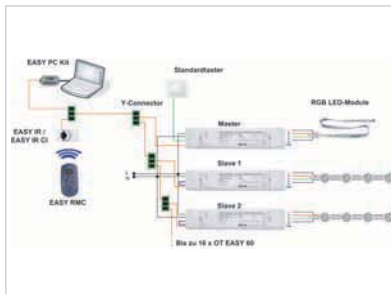 EASY PC Kit
Standardtaster
Y-Connector
RGB LED-Module
EASY IR /
EASY IR CI
Master
Slave 1
EASY RMC
Slave 2
Bis zu 16 x OT EASY 60